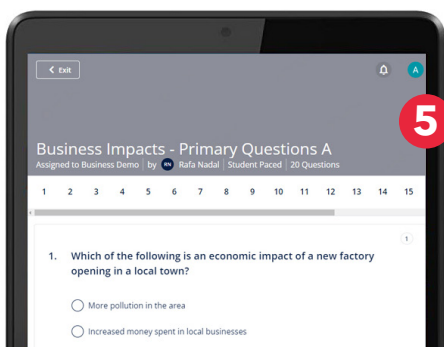 Exit
A
5
Business Impacts - Primary Questions A
Assigned to Business Demo | by RN Rafa Nadal | Student Paced | 20 Questions
1 2 3 4 5 6 7 8 9 10 11 12 13 14 15
1
1. Which of the following is an economic impact of a new factory
opening in a local town?
More pollution in the area
Increased money spent in local businesses